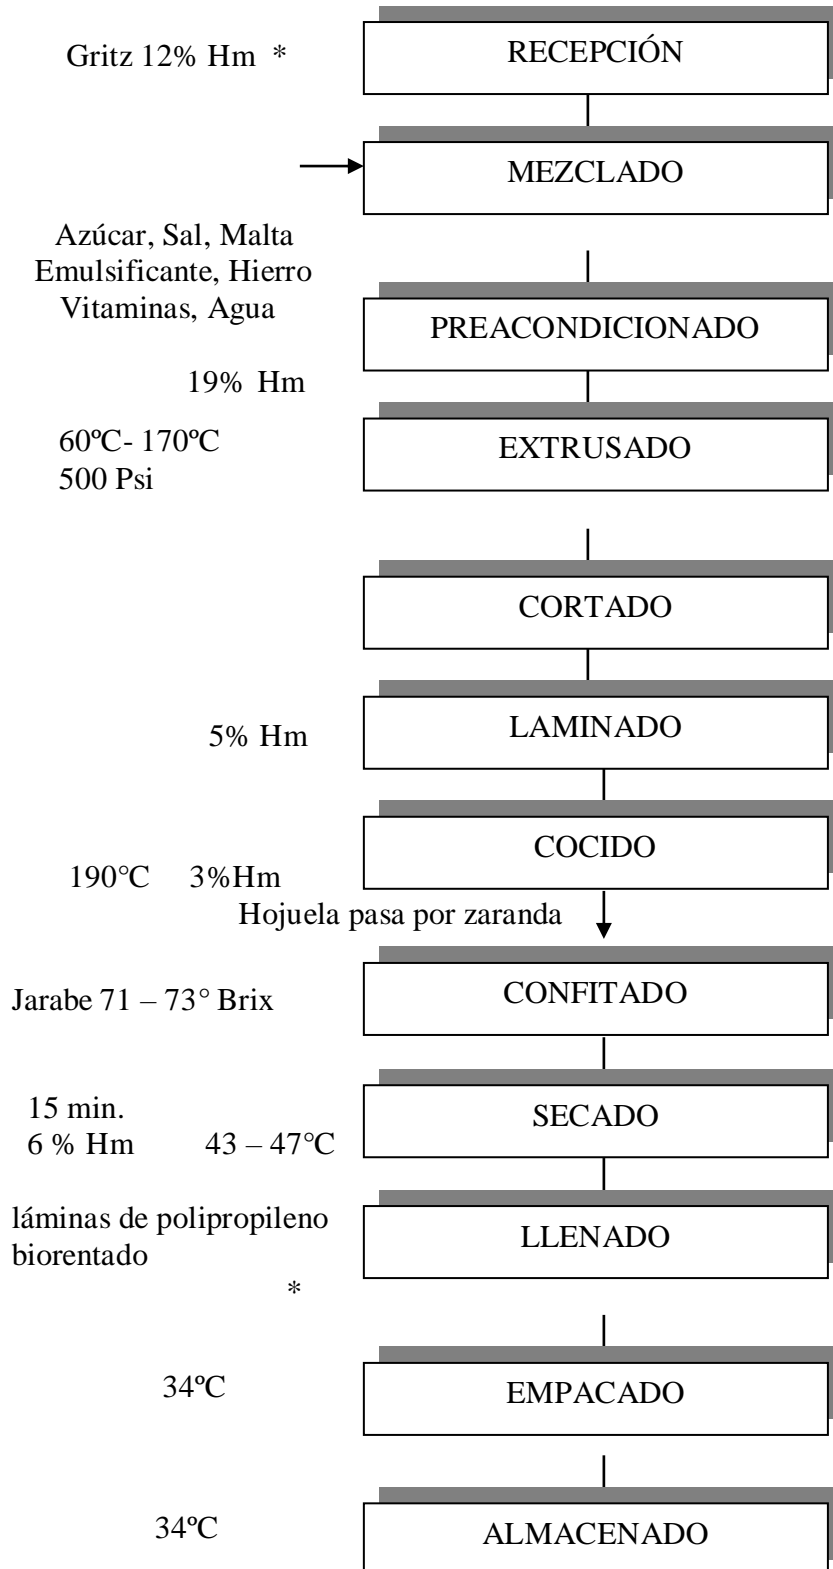 Gritz 12% Hm *
RECEPCIÓN
MEZCLADO
Azúcar, Sal, Malta
Emulsificante, Hierro
Vitaminas, Agua
PREACONDICIONADO
19% Hm
60ºC- 170ºC
500 Psi
EXTRUSADO
CORTADO
5% Hm
LAMINADO
COCIDO
190°C 3%Hm
Hojuela pasa por zaranda
Jarabe 71 – 73° Brix
CONFITADO
15 min.
6 % Hm 43 – 47°C
SECADO
láminas de polipropileno
biorentado
*
LLENADO
34ºC
EMPACADO
34ºC
ALMACENADO